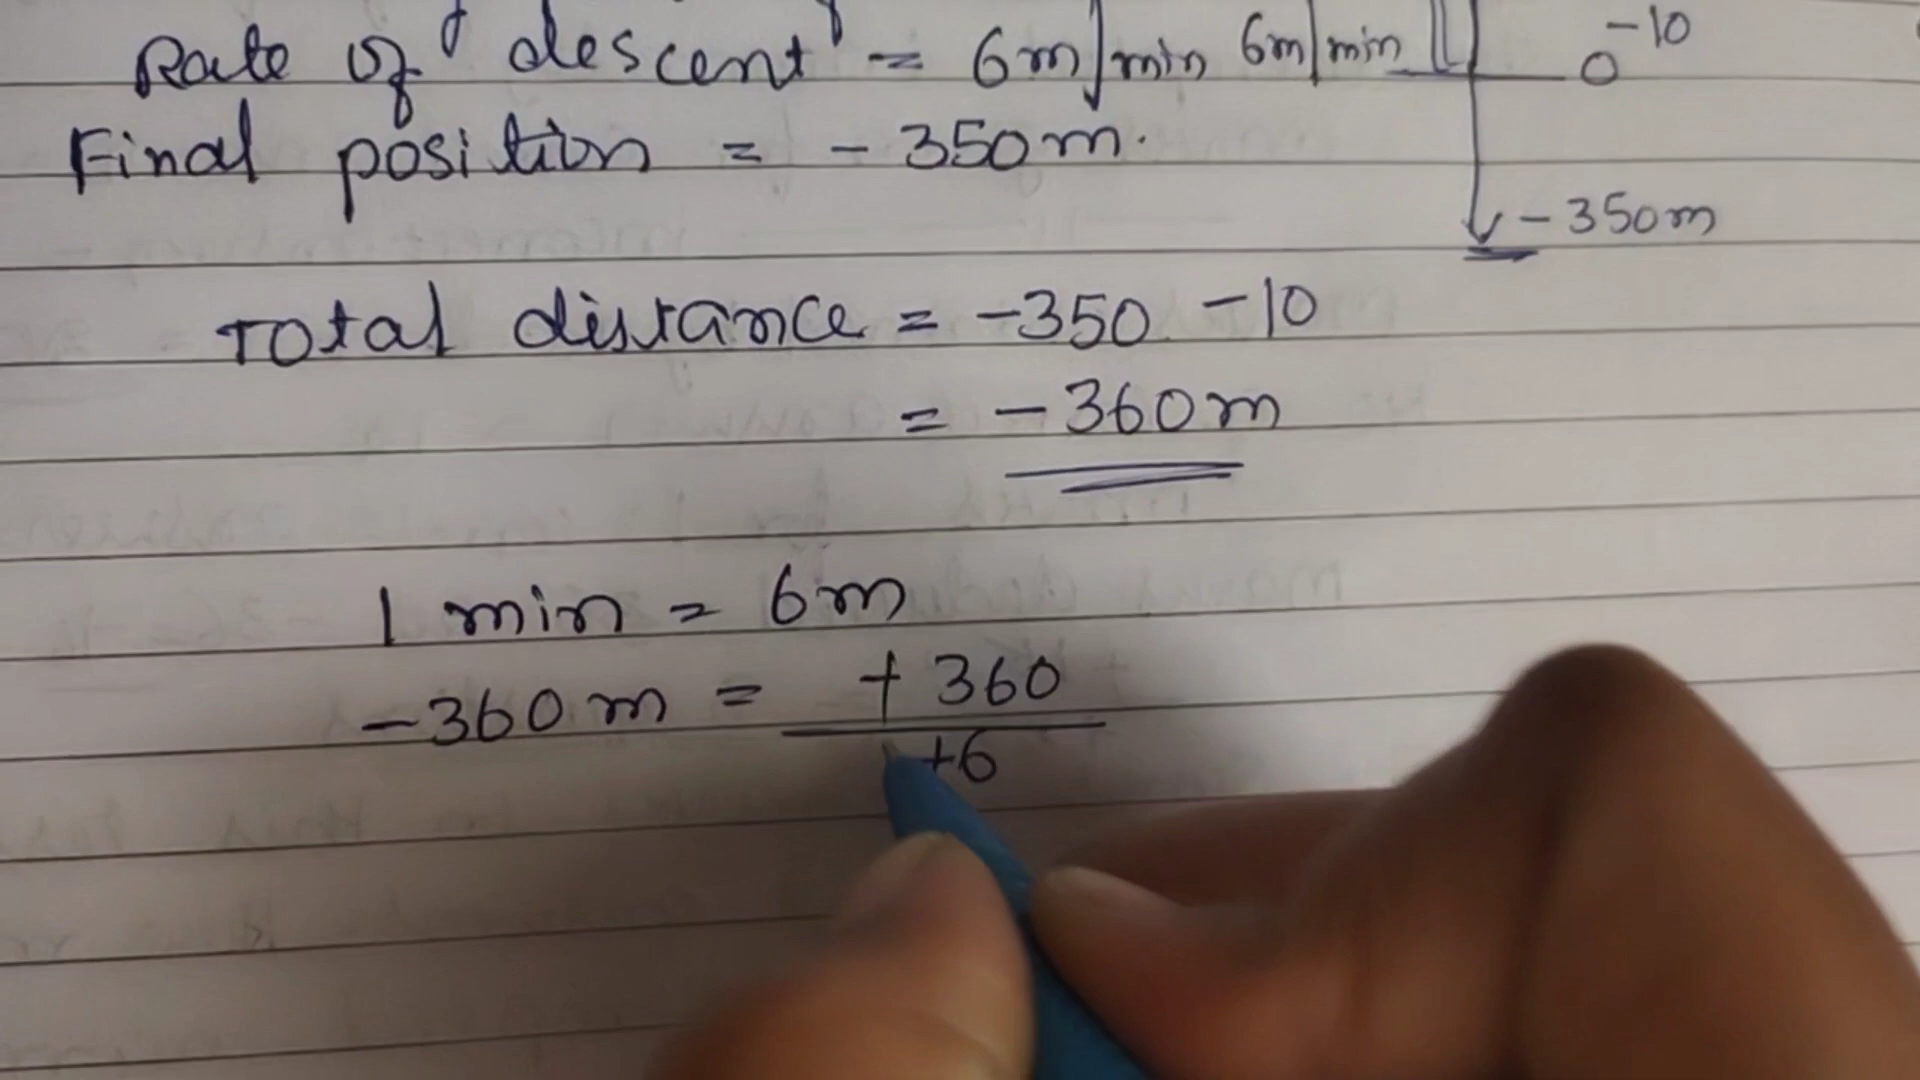 Rate of descent = 6m/min 6m/min
0 -10
Final position = - 350m.
- 350m
Total distance = -350 -10
= - 360m
1 min = 6m
-360m = + 360
+6